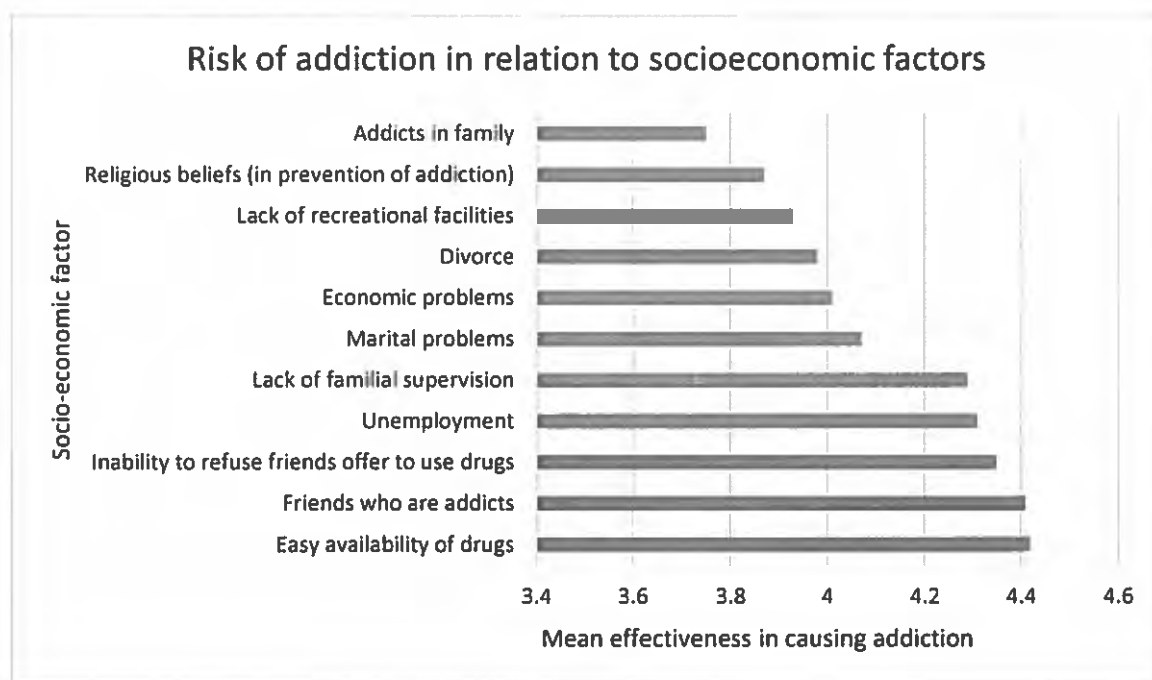 Risk of addiction in relation to socioeconomic factors
Socio-economic factor
Addicts in family
Religious beliefs (in prevention of addiction)
Lack of recreational facilities
Divorce
Economic problems
Marital problems
Lack of familial supervision
Unemployment
Inability to refuse friends offer to use drugs
Friends who are addicts
Easy availability of drugs
3.4 3.6 3.8 4 4.2 4.4 4.6
Mean effectiveness in causing addiction